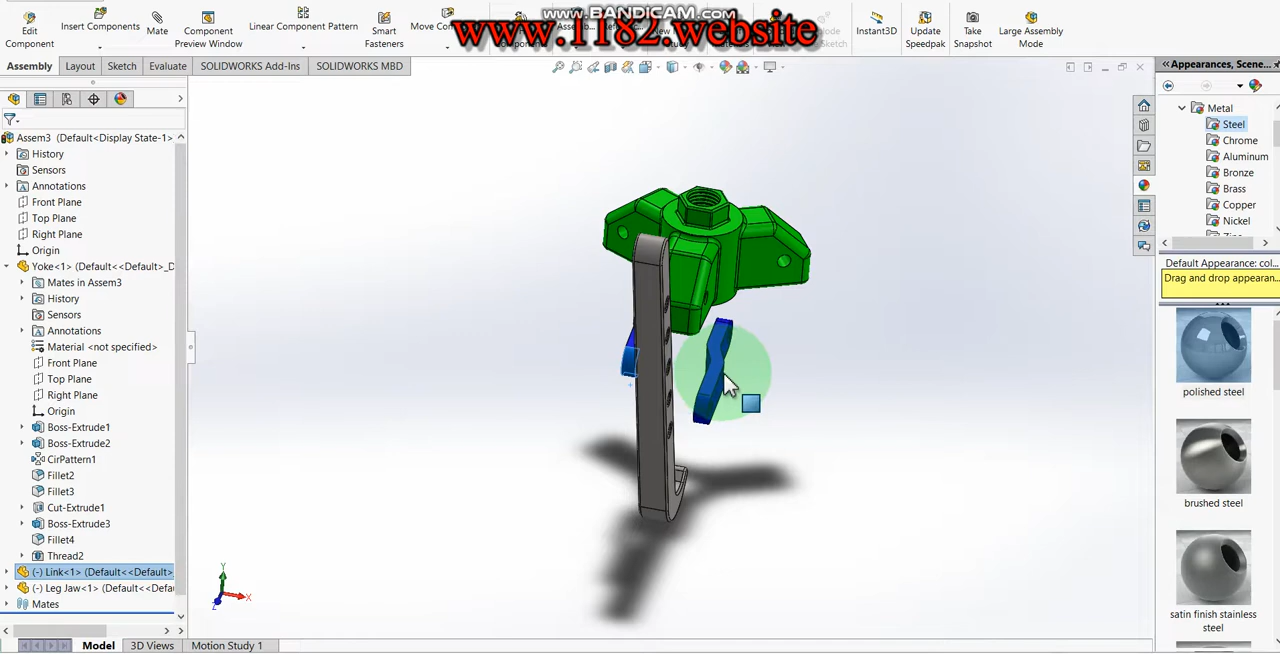 www.BANDICAM.com
www.1182.website
Edit Component
Insert Components
Mate
Component Preview Window
Linear Component Pattern
Smart Fasteners
Move Co
Instant3D
Update Speedpak
Take Snapshot
Large Assembly Mode
Assembly
Layout
Sketch
Evaluate
SOLIDWORKS Add-Ins
SOLIDWORKS MBD
Appearances, Scene...
Assem3 (Default<Display State-1>
History
Sensors
Annotations
Front Plane
Top Plane
Right Plane
Origin
Yoke<1> (Default<<Default>_D
Mates in Assem3
History
Sensors
Annotations
Material <not specified>
Front Plane
Top Plane
Right Plane
Origin
Boss-Extrude1
Boss-Extrude2
CirPattern1
Fillet2
Fillet3
Cut-Extrude1
Boss-Extrude3
Fillet4
Thread2
(-) Link<1> (Default<<Default>
(-) Leg Jaw<1> (Default<<Defa
Mates
Y
X
Z
Metal
Steel
Chrome
Aluminum
Bronze
Brass
Copper
Nickel
Default Appearance: col...
Drag and drop appearan...
polished steel
brushed steel
satin finish stainless steel
Model
3D Views
Motion Study 1